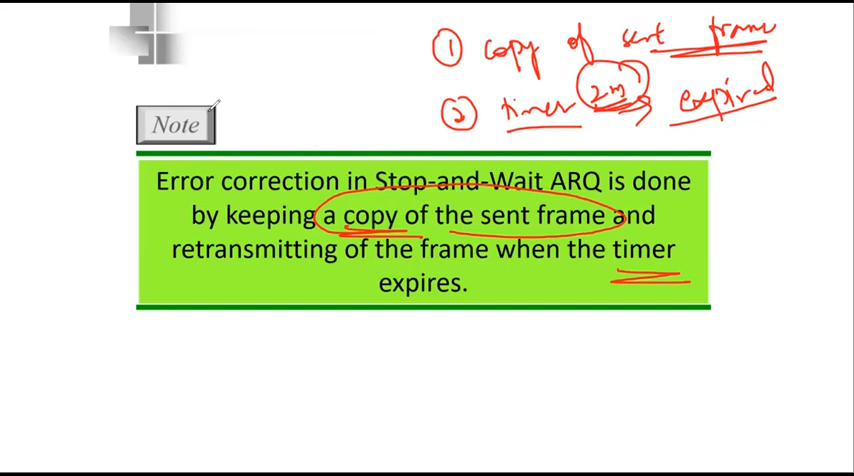 ① copy of sent frame
② timer 2m → expired
Note
Error correction in Stop-and-Wait ARQ is done
by keeping a copy of the sent frame and
retransmitting of the frame when the timer
expires.